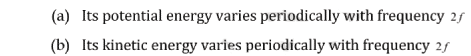 (a) Its potential energy varies periodically with frequency 2f
(b) Its kinetic energy varies periodically with frequency 2f